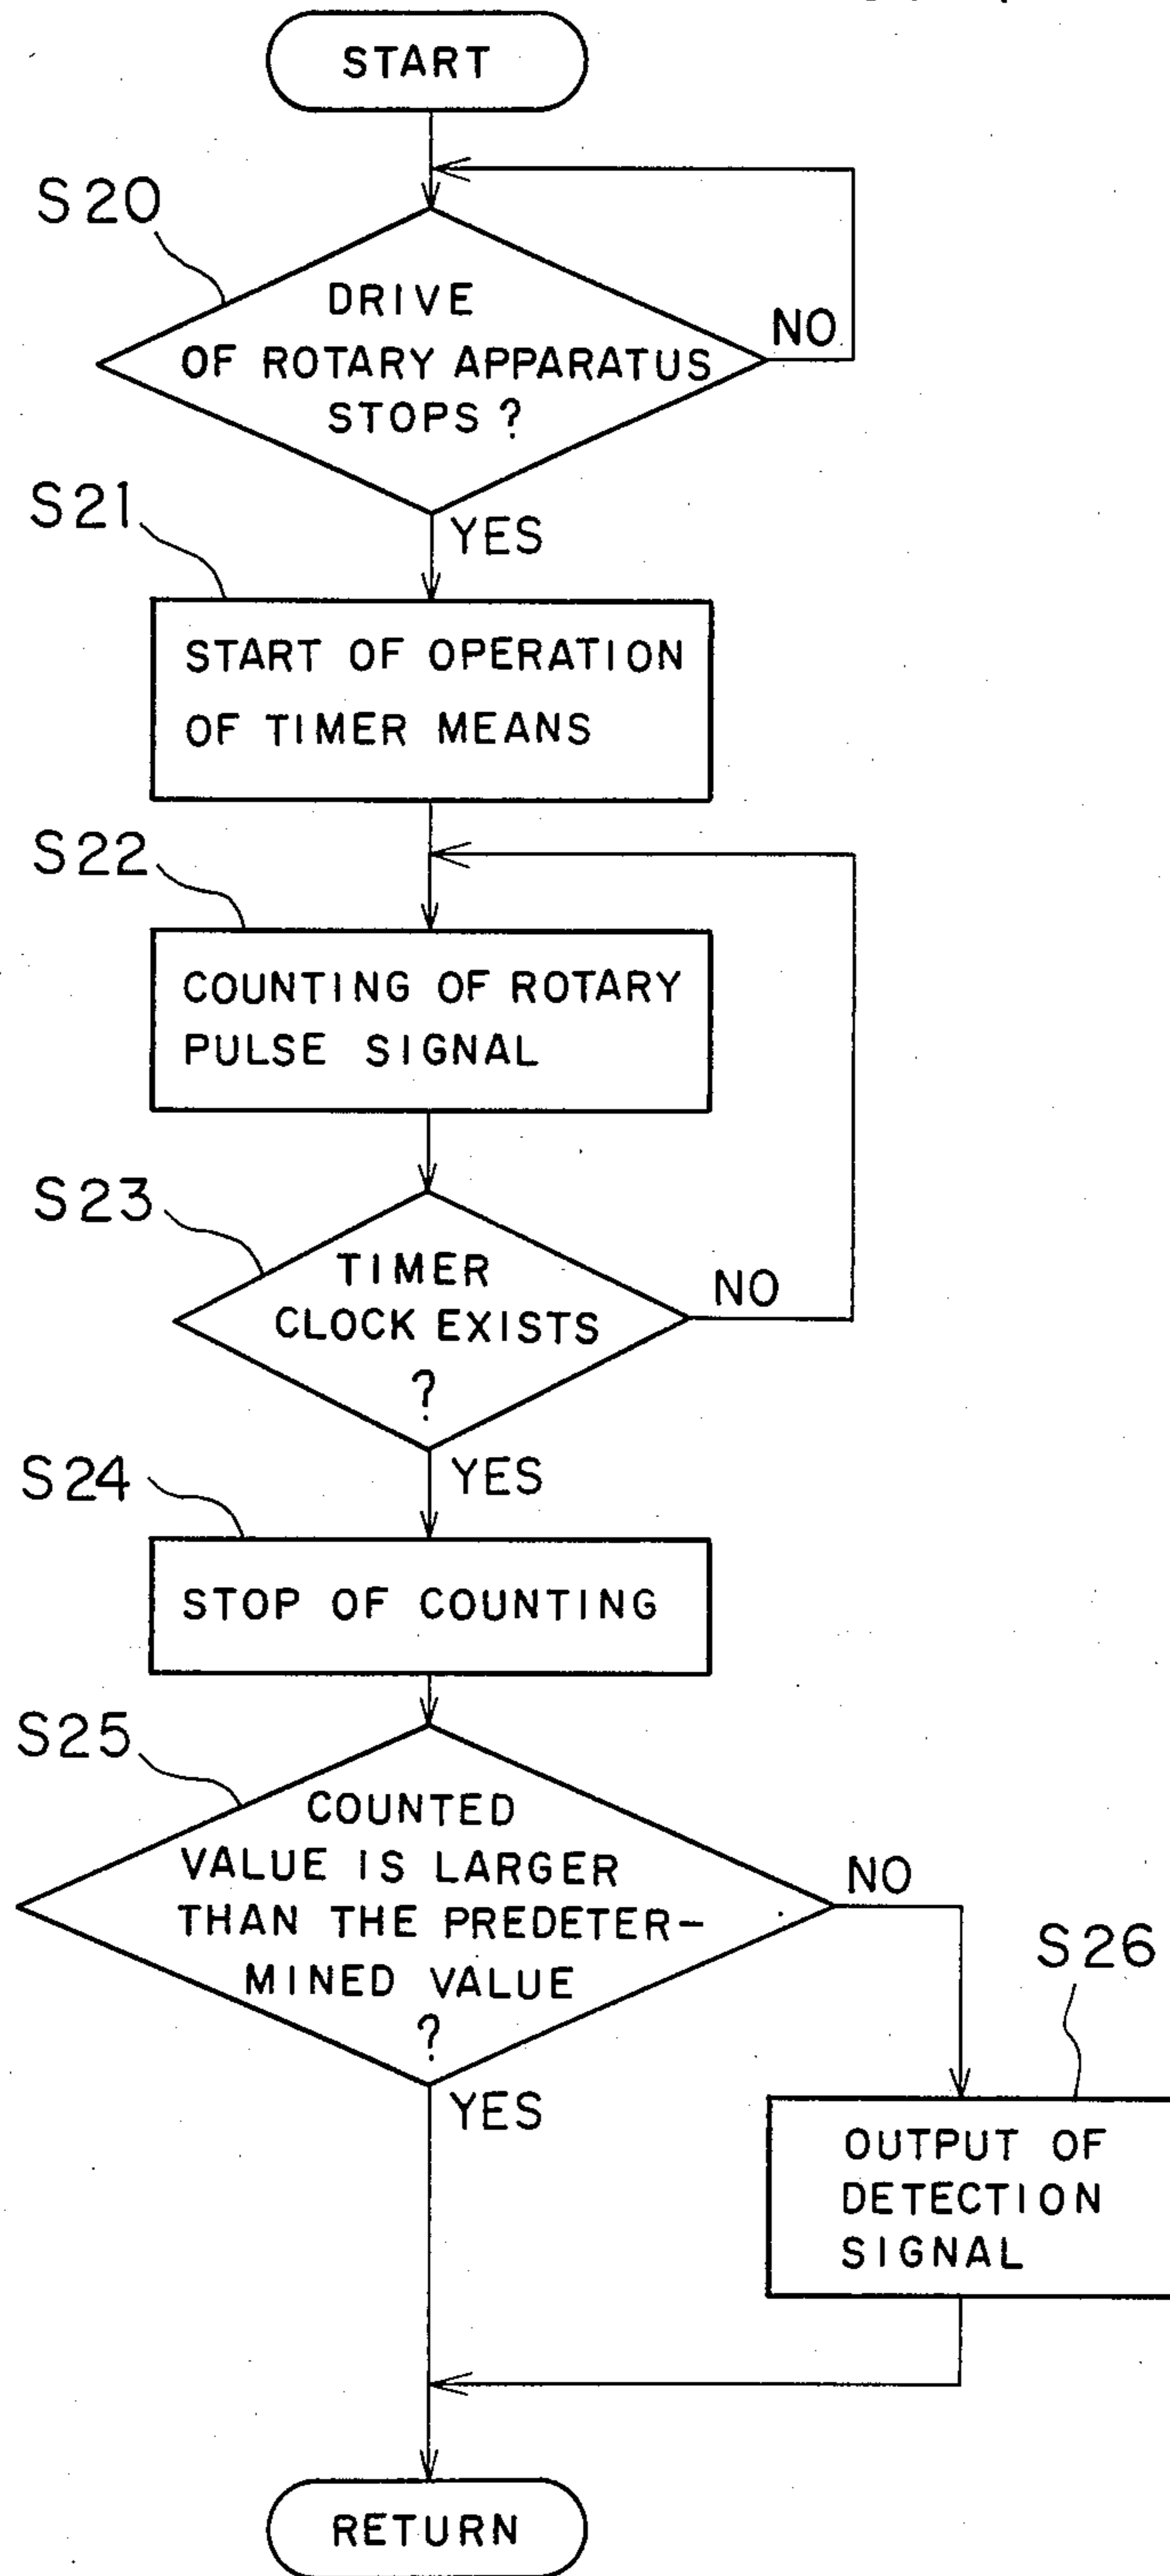 START
S20
DRIVE
OF ROTARY APPARATUS
STOPS ?
NO
S21
YES
START OF OPERATION
OF TIMER MEANS
S22
COUNTING OF ROTARY
PULSE SIGNAL
S23
TIMER
CLOCK EXISTS
?
NO
S24
YES
STOP OF COUNTING
S25
COUNTED
VALUE IS LARGER
THAN THE PREDETER-
MINED VALUE
?
NO
S26
YES
OUTPUT OF
DETECTION
SIGNAL
RETURN